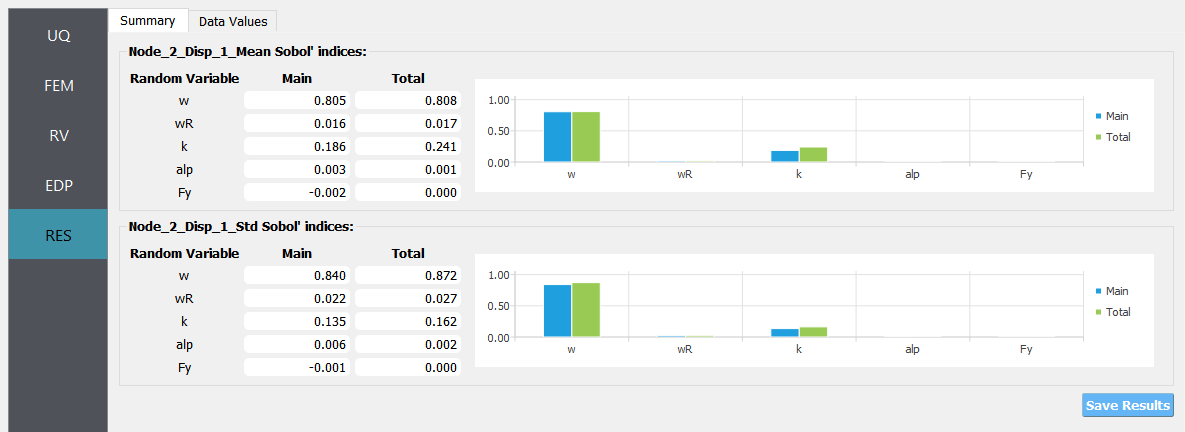 UQ
FEM
RV
EDP
RES
Summary Data Values
Node_2_Disp_1_Mean Sobol' indices:
Random Variable Main Total
w 0.805 0.808
wR 0.016 0.017
k 0.186 0.241
alp 0.003 0.001
Fy -0.002 0.000
1.00
0.50
0.00
w wR k alp Fy
Main
Total
Node_2_Disp_1_Std Sobol' indices:
Random Variable Main Total
w 0.840 0.872
wR 0.022 0.027
k 0.135 0.162
alp 0.006 0.002
Fy -0.001 0.000
1.00
0.50
0.00
w wR k alp Fy
Main
Total
Save Results